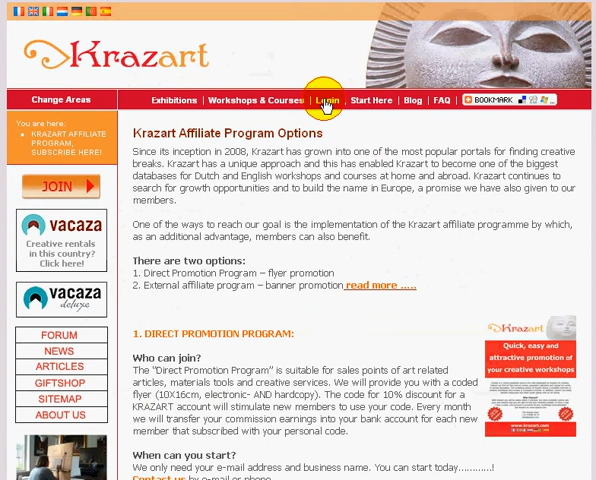 Krazart
Change Areas
Exhibitions | Workshops & Courses | Login | Start Here | Blog | FAQ | BOOKMARK
You are here:
KRAZART AFFILIATE
PROGRAM,
SUBSCRIBE HERE!
JOIN
vacaza
Creative rentals
in this country?
Click here!
vacaza
deluxe
FORUM
NEWS
ARTICLES
GIFTSHOP
SITEMAP
ABOUT US
Krazart Affiliate Program Options
Since its inception in 2008, Krazart has grown into one of the most popular portals for finding creative
breaks. Krazart has a unique approach and this has enabled Krazart to become one of the biggest
databases for Dutch and English workshops and courses at home and abroad. Krazart continues to
search for growth opportunities and to build the name in Europe, a promise we have also given to our
members.
One of the ways to reach our goal is the implementation of the Krazart affiliate programme by which,
as an additional advantage, members can also benefit.
There are two options:
1. Direct Promotion Program – flyer promotion
2. External affiliate program – banner promotion read more .....
1. DIRECT PROMOTION PROGRAM:
Who can join?
The "Direct Promotion Program" is suitable for sales points of art related
articles, materials tools and creative services. We will provide you with a coded
flyer (10X16cm, electronic- AND hardcopy). The code for 10% discount for a
KRAZART account will stimulate new members to use your code. Every month
we will transfer your commission earnings into your bank account for each new
member that subscribed with your personal code.
When can you start?
We only need your e-mail address and business name. You can start today............!
Contact us by e-mail or phone
Krazart
Quick, easy and
attractive promotion of
your creative workshops
www.krazart.com